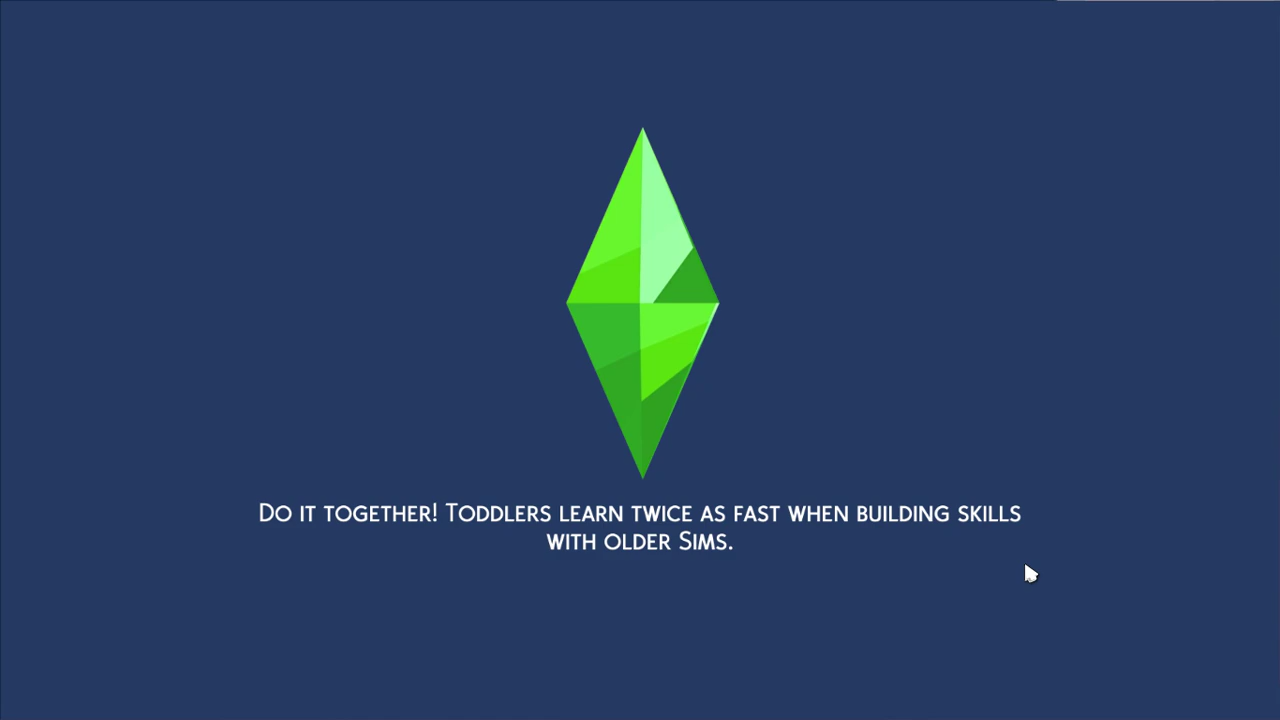 Do it together! Toddlers learn twice as fast when building skills
with older Sims.